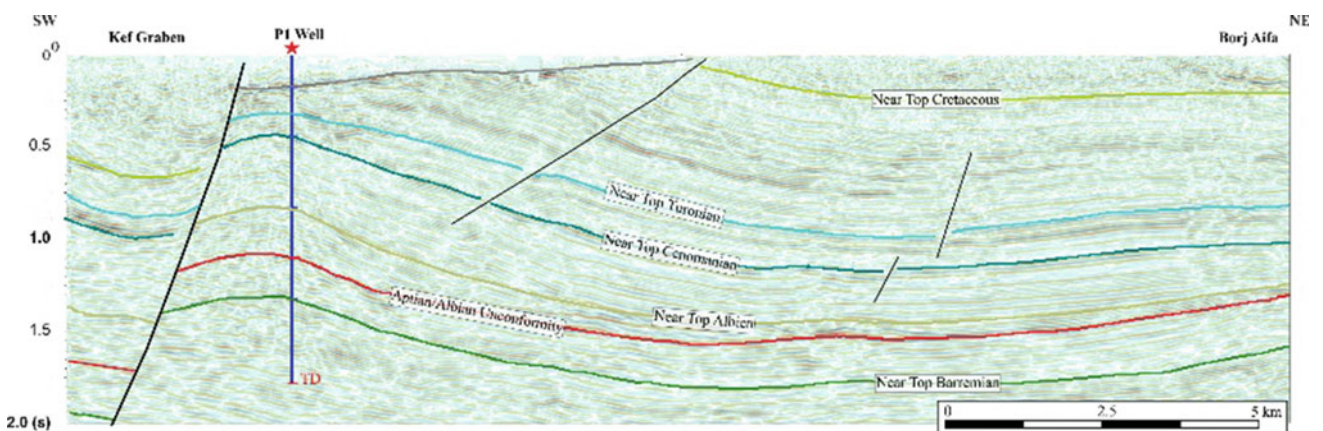 SW NE
Kef Graben P1 Well Borj Aifa
0
0
Near Top Cretaceous
0.5
Near Top Turonian
1.0
Near Top Cenomanian
Aptian/Albian Unconformity
Near Top Albien
1.5
TD
Near Top Barremian
0 2.5 5 km
2.0 (s)